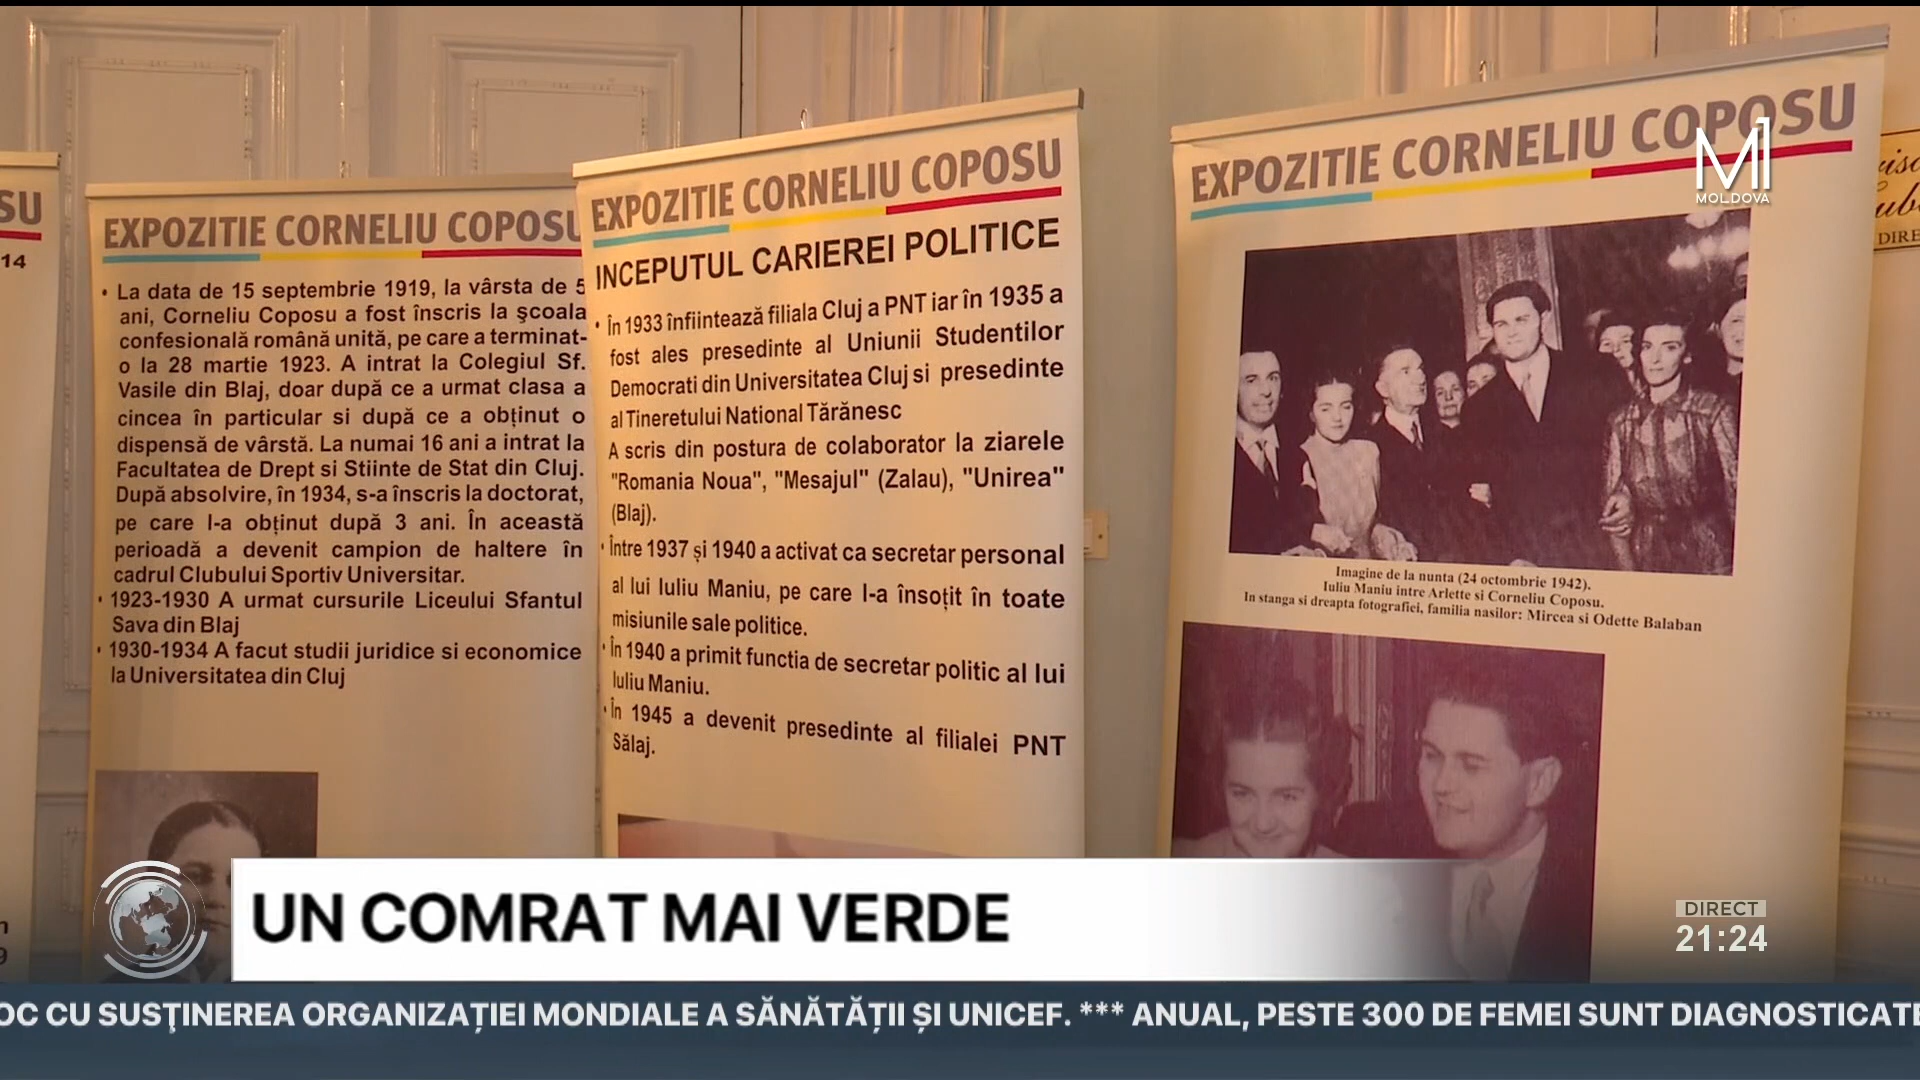 SU
14
EXPOZITIE CORNELIU COPOSU
• La data de 15 septembrie 1919, la vârsta de 5
ani, Corneliu Coposu a fost înscris la şcoala
confesională română unită, pe care a terminat-
o la 28 martie 1923. A intrat la Colegiul Sf.
Vasile din Blaj, doar după ce a urmat clasa a
cincea în particular si după ce a obținut o
dispensă de vârstă. La numai 16 ani a intrat la
Facultatea de Drept si Stiinte de Stat din Cluj.
După absolvire, în 1934, s-a înscris la doctorat,
pe care l-a obținut după 3 ani. În această
perioadă a devenit campion de haltere în
cadrul Clubului Sportiv Universitar.
• 1923-1930 A urmat cursurile Liceului Sfantul
Sava din Blaj
• 1930-1934 A facut studii juridice si economice
la Universitatea din Cluj
EXPOZITIE CORNELIU COPOSU
INCEPUTUL CARIEREI POLITICE
• În 1933 înfiintează filiala Cluj a PNT iar în 1935 a
fost ales presedinte al Uniunii Studentilor
Democrati din Universitatea Cluj si presedinte
al Tineretului National Tărănesc
A scris din postura de colaborator la ziarele
"Romania Noua", "Mesajul" (Zalau), "Unirea"
(Blaj).
• Între 1937 și 1940 a activat ca secretar personal
al lui Iuliu Maniu, pe care l-a însoțit în toate
misiunile sale politice.
• În 1940 a primit functia de secretar politic al lui
Iuliu Maniu.
• În 1945 a devenit presedinte al filialei PNT
Sălaj.
EXPOZITIE CORNELIU COPOSU
Imagine de la nunta (24 octombrie 1942).
Iuliu Maniu intre Arlette si Corneliu Coposu.
In stanga si dreapta fotografiei, familia nasilor: Mircea si Odette Balaban
M1
MOLDOVA
DIRE
UN COMRAT MAI VERDE
DIRECT
21:24
OC CU SUSŢINEREA ORGANIZAȚIEI MONDIALE A SĂNĂTĂȚII ȘI UNICEF. *** ANUAL, PESTE 300 DE FEMEI SUNT DIAGNOSTICATE